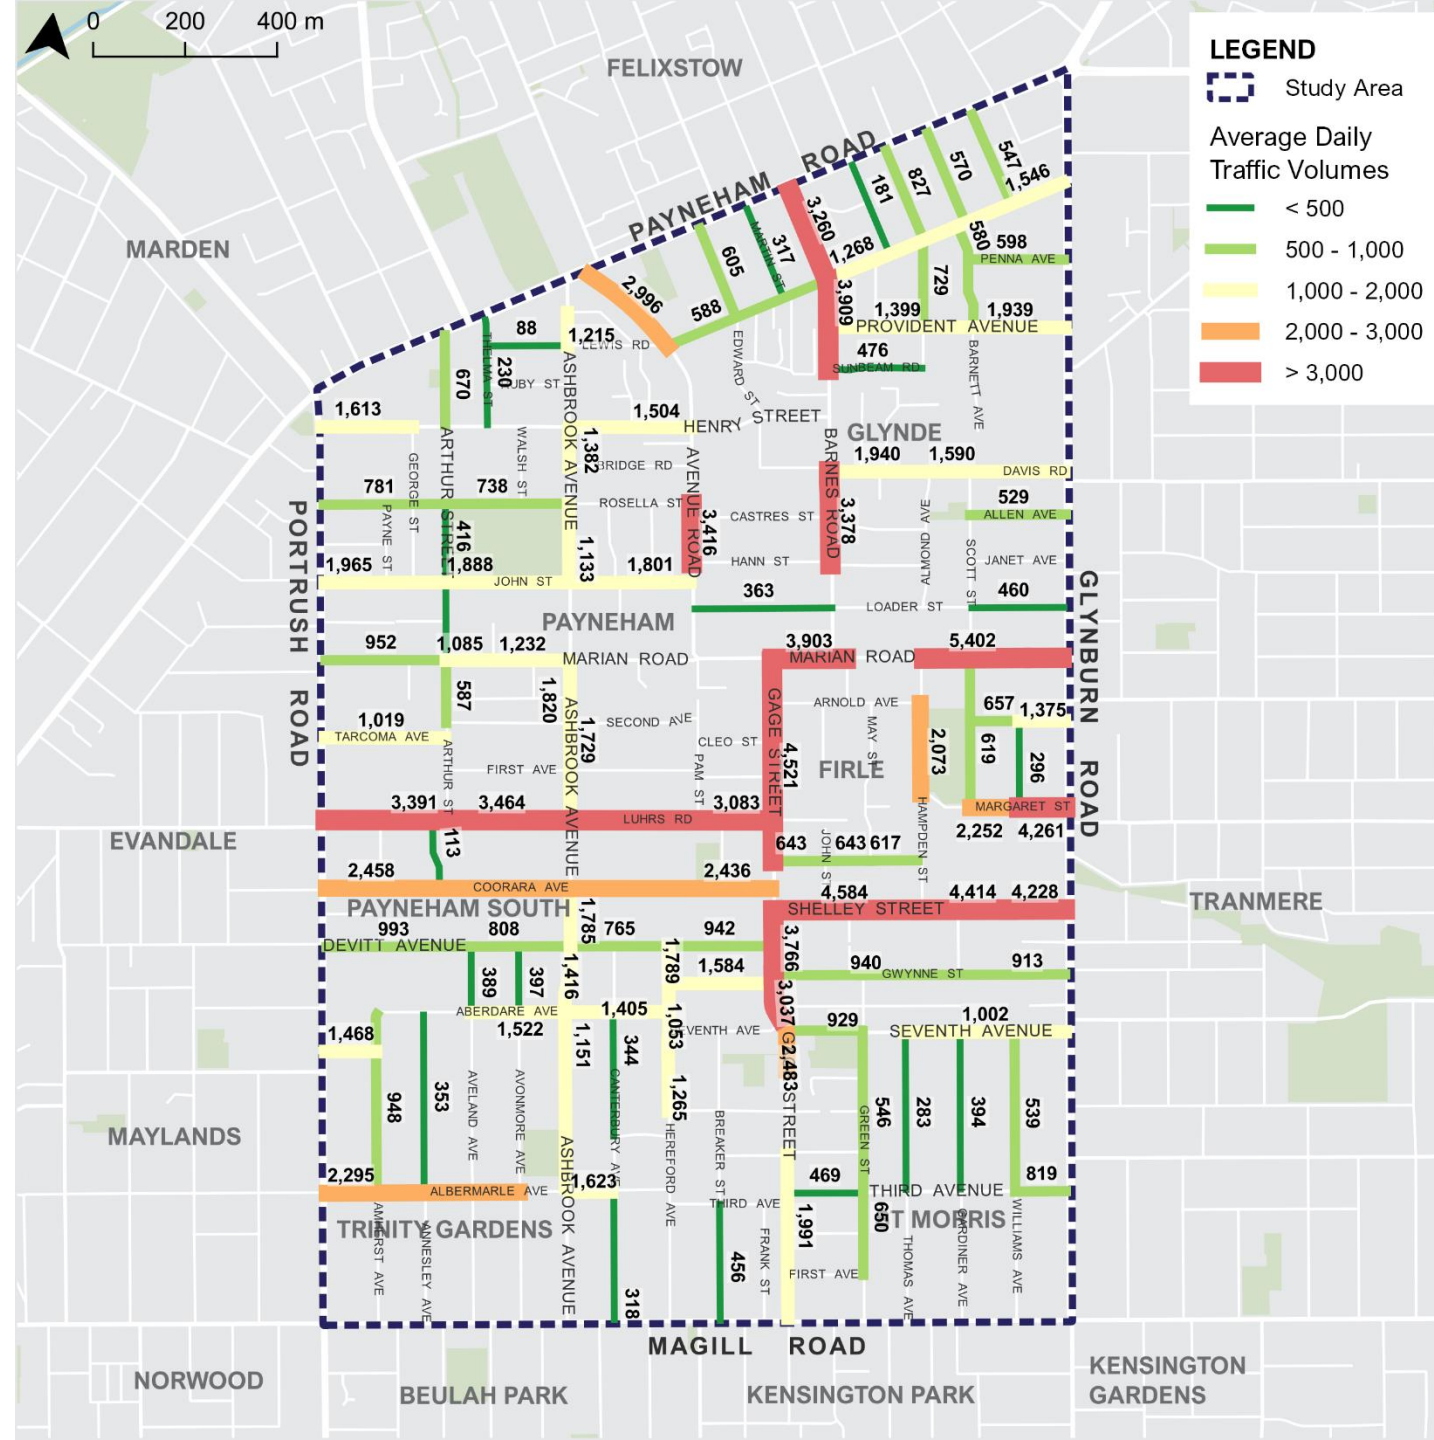 0 200 400 m
LEGEND
Study Area
Average Daily
Traffic Volumes
< 500
500 - 1,000
1,000 - 2,000
2,000 - 3,000
> 3,000
FELIXSTOW
MARDEN
PAYNEHAM ROAD
547
570
827
181
1,546
3,260
317
MARTIN ST
605
1,268
580
598
PENNA AVE
2,996
588
729
3,909
1,399
1,939
PROVIDENT AVENUE
88
1,215
LEWIS RD
THELMA ST
230
670
476
SUNBEAM RD
EDWARD ST
BARNETT AVE
ASHBROOK AVENUE
1,613
1,504
HENRY STREET
GLYNDE
1,382
BRIDGE RD
1,940
1,590
DAVIS RD
GEORGE ST
ARTHUR STREET
WALSH ST
AVENUE ROAD
BARNES ROAD
781
738
ROSELLA ST
529
ALLEN AVE
PORTRUSH ROAD
PAYNE ST
416
3,416
CASTRES ST
3,378
ALMOND AVE
SCOTT ST
1,965
1,888
JOHN ST
1,133
1,801
HANN ST
JANET AVE
363
LOADER ST
460
GLYNBURN ROAD
PAYNEHAM
952
1,085
1,232
MARIAN ROAD
3,903
MARIAN ROAD
5,402
587
1,820
ASHBROOK AVENUE
1,729
SECOND AVE
GAGE STREET
ARNOLD AVE
657
1,375
1,019
TARCOMA AVE
CLEO ST
MAY ST
2,073
619
296
ARTHUR ST
FIRST AVE
PAM ST
4,521
FIRLE
3,391
3,464
3,083
LUHRS RD
MARGARET ST
2,252
4,261
EVANDALE
113
643
JOHN ST
643
617
HAMPDEN ST
2,458
COORARA AVE
2,436
4,584
4,414
4,228
SHELLEY STREET
TRANMERE
PAYNEHAM SOUTH
1,785
993
808
765
942
DEVITT AVENUE
389
397
1,416
1,789
1,584
3,766
940
GWYNNE ST
913
ABERDARE AVE
1,522
1,405
1,053
3,037
929
1,002
SEVENTH AVENUE
1,468
1,151
344
2,483
STREET
948
353
AVELAND AVE
AVONMORE AVE
CANTERBURY AVE
1,265
HEREFORD AVE
BREAKER ST
546
GREEN ST
283
394
539
MAYLANDS
ASHBROOK AVENUE
2,295
ALBERMARLE AVE
1,623
469
THIRD AVENUE
819
THIRD AVE
TRINITY GARDENS
AMHERST AVE
ANNESLEY AVE
FRANK ST
1,991
650
T MORRIS
THOMAS AVE
GARDINER AVE
WILLIAMS AVE
456
FIRST AVE
318
MAGILL ROAD
NORWOOD
BEULAH PARK
KENSINGTON PARK
KENSINGTON
GARDENS